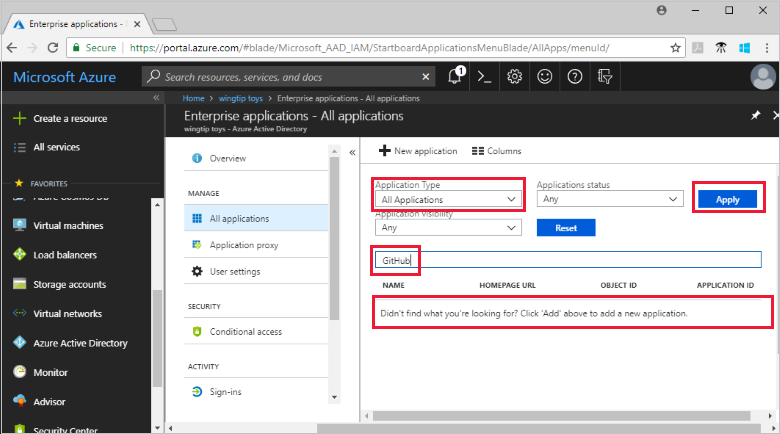 Enterprise applications - A
Secure
https://portal.azure.com/#blade/Microsoft_AAD_IAM/StartboardApplicationsMenuBlade/AllApps/menuId/
Microsoft Azure
Search resources, services, and docs
1
Home > wingtip toys > Enterprise applications - All applications
Enterprise applications - All applications
wingtip toys - Azure Active Directory
Create a resource
All services
FAVORITES
Azure Cosmos DB
Virtual machines
Load balancers
Storage accounts
Virtual networks
Azure Active Directory
Monitor
Advisor
Security Center
Overview
MANAGE
All applications
Application proxy
User settings
SECURITY
Conditional access
ACTIVITY
Sign-ins
New application
Columns
Application Type
All Applications
Applications status
Any
Apply
Application Visibility
Any
Reset
GitHub
NAME HOMEPAGE URL OBJECT ID APPLICATION ID
Didn't find what you're looking for? Click 'Add' above to add a new application.